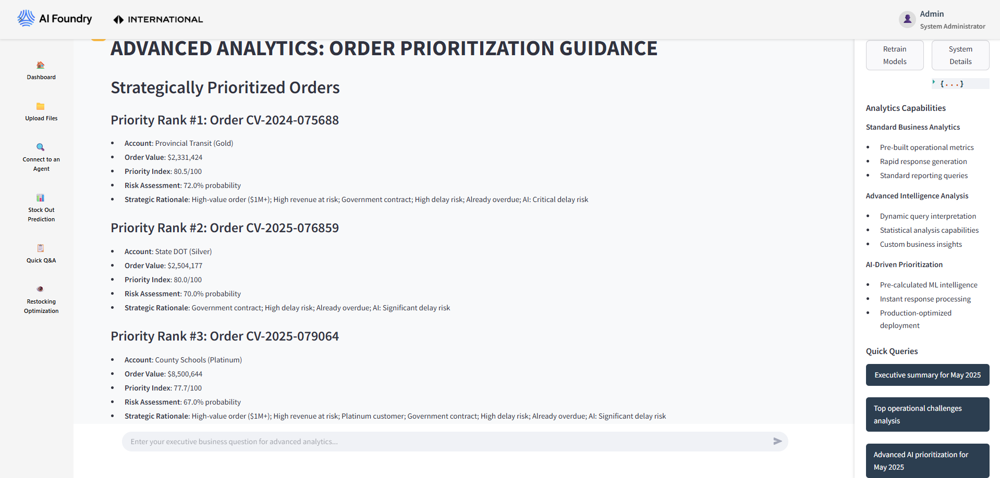 AI Foundry
INTERNATIONAL
Admin
System Administrator
Dashboard
Upload Files
Connect to an
Agent
Stock Out
Prediction
Quick Q&A
Restocking
Optimization
ADVANCED ANALYTICS: ORDER PRIORITIZATION GUIDANCE
Strategically Prioritized Orders
Priority Rank #1: Order CV-2024-075688
• Account: Provincial Transit (Gold)
• Order Value: $2,331,424
• Priority Index: 80.5/100
• Risk Assessment: 72.0% probability
• Strategic Rationale: High-value order ($1M+); High revenue at risk; Government contract; High delay risk; Already overdue; AI: Critical delay risk
Priority Rank #2: Order CV-2025-076859
• Account: State DOT (Silver)
• Order Value: $2,504,177
• Priority Index: 80.0/100
• Risk Assessment: 70.0% probability
• Strategic Rationale: Government contract; High delay risk; Already overdue; AI: Significant delay risk
Priority Rank #3: Order CV-2025-079064
• Account: County Schools (Platinum)
• Order Value: $8,500,644
• Priority Index: 77.7/100
• Risk Assessment: 67.0% probability
• Strategic Rationale: High-value order ($1M+); High revenue at risk; Platinum customer; Government contract; High delay risk; Already overdue; AI: Significant delay risk
Enter your executive business question for advanced analytics...
Retrain
Models
System
Details
{...}
Analytics Capabilities
Standard Business Analytics
• Pre-built operational metrics
• Rapid response generation
• Standard reporting queries
Advanced Intelligence Analysis
• Dynamic query interpretation
• Statistical analysis capabilities
• Custom business insights
AI-Driven Prioritization
• Pre-calculated ML intelligence
• Instant response processing
• Production-optimized
deployment
Quick Queries
Executive summary for May 2025
Top operational challenges
analysis
Advanced AI prioritization for
May 2025